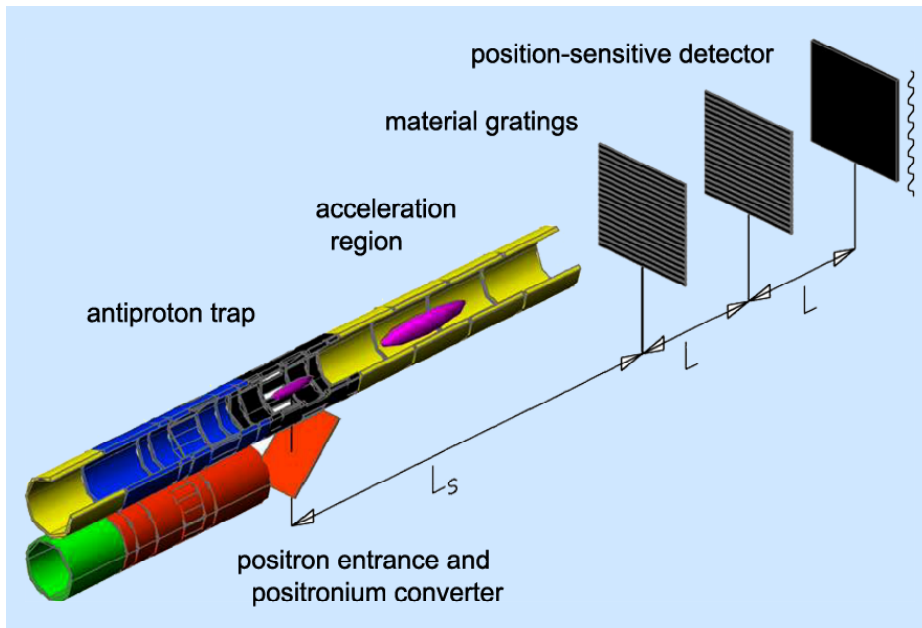 position-sensitive detector
material gratings
acceleration
region
antiproton trap
L
L
Ls
positron entrance and
positronium converter